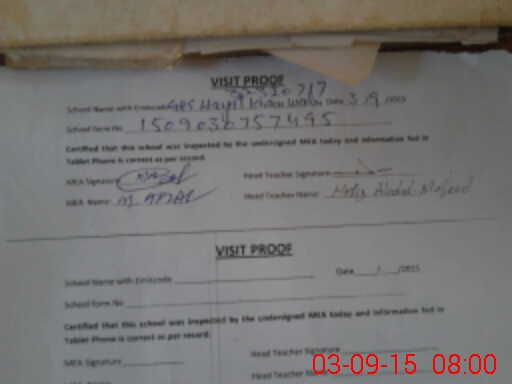 VISIT PROOF
32330717
School Name with Emiscode GPS Hayat Khan Wala Date 3/9/2015
School form No 1509030757495
Certified that this school was inspected by the undersigned MEA today and information fed in
Tablet Phone is correct as per record.
MEA Signature Head Teacher Signature
MEA Name: M. AFZAL Head Teacher Name: Hafiz Abdul Majeed
VISIT PROOF
School Name with Emiscode Date / /2015
School form No
Certified that this school was inspected by the undersigned MEA today and information fed in
Tablet Phone is correct as per record.
MEA Signature Head Teacher Signature
Head Teacher Name
03-09-15 08:00